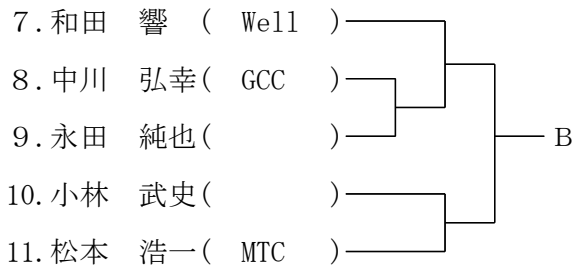 7.和田 響 ( Well )
8.中川 弘幸( GCC )
9.永田 純也( )
B
10.小林 武史( )
11.松本 浩一( MTC )